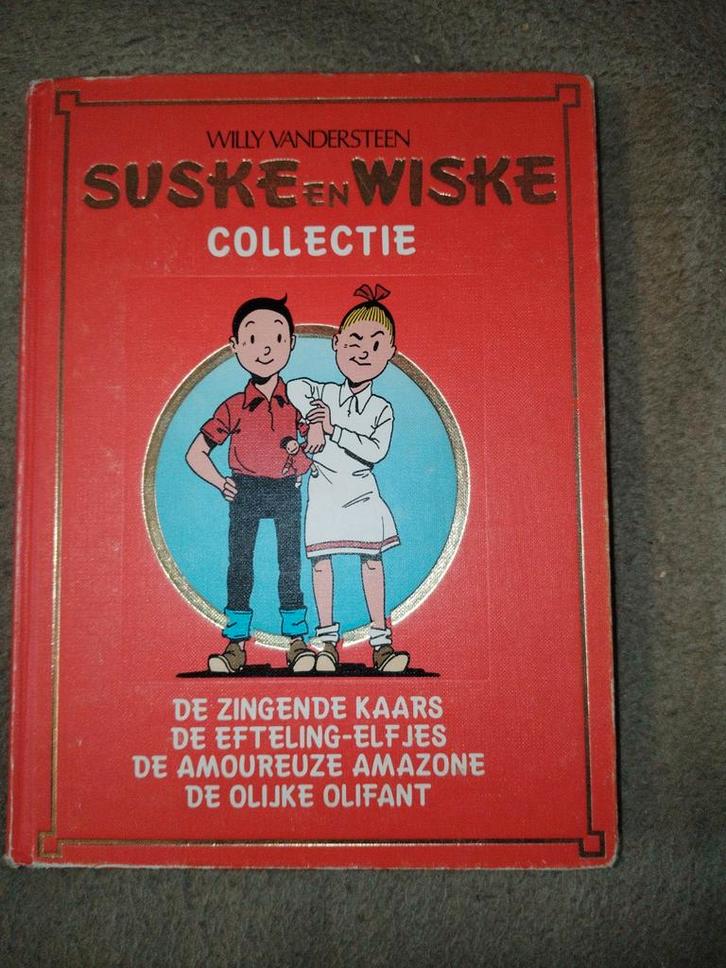 WILLY VANDERSTEEN
SUSKE EN WISKE
COLLECTIE
DE ZINGENDE KAARS
DE EFTELING-ELFJES
DE AMOUREUZE AMAZONE
DE OLIJKE OLIFANT